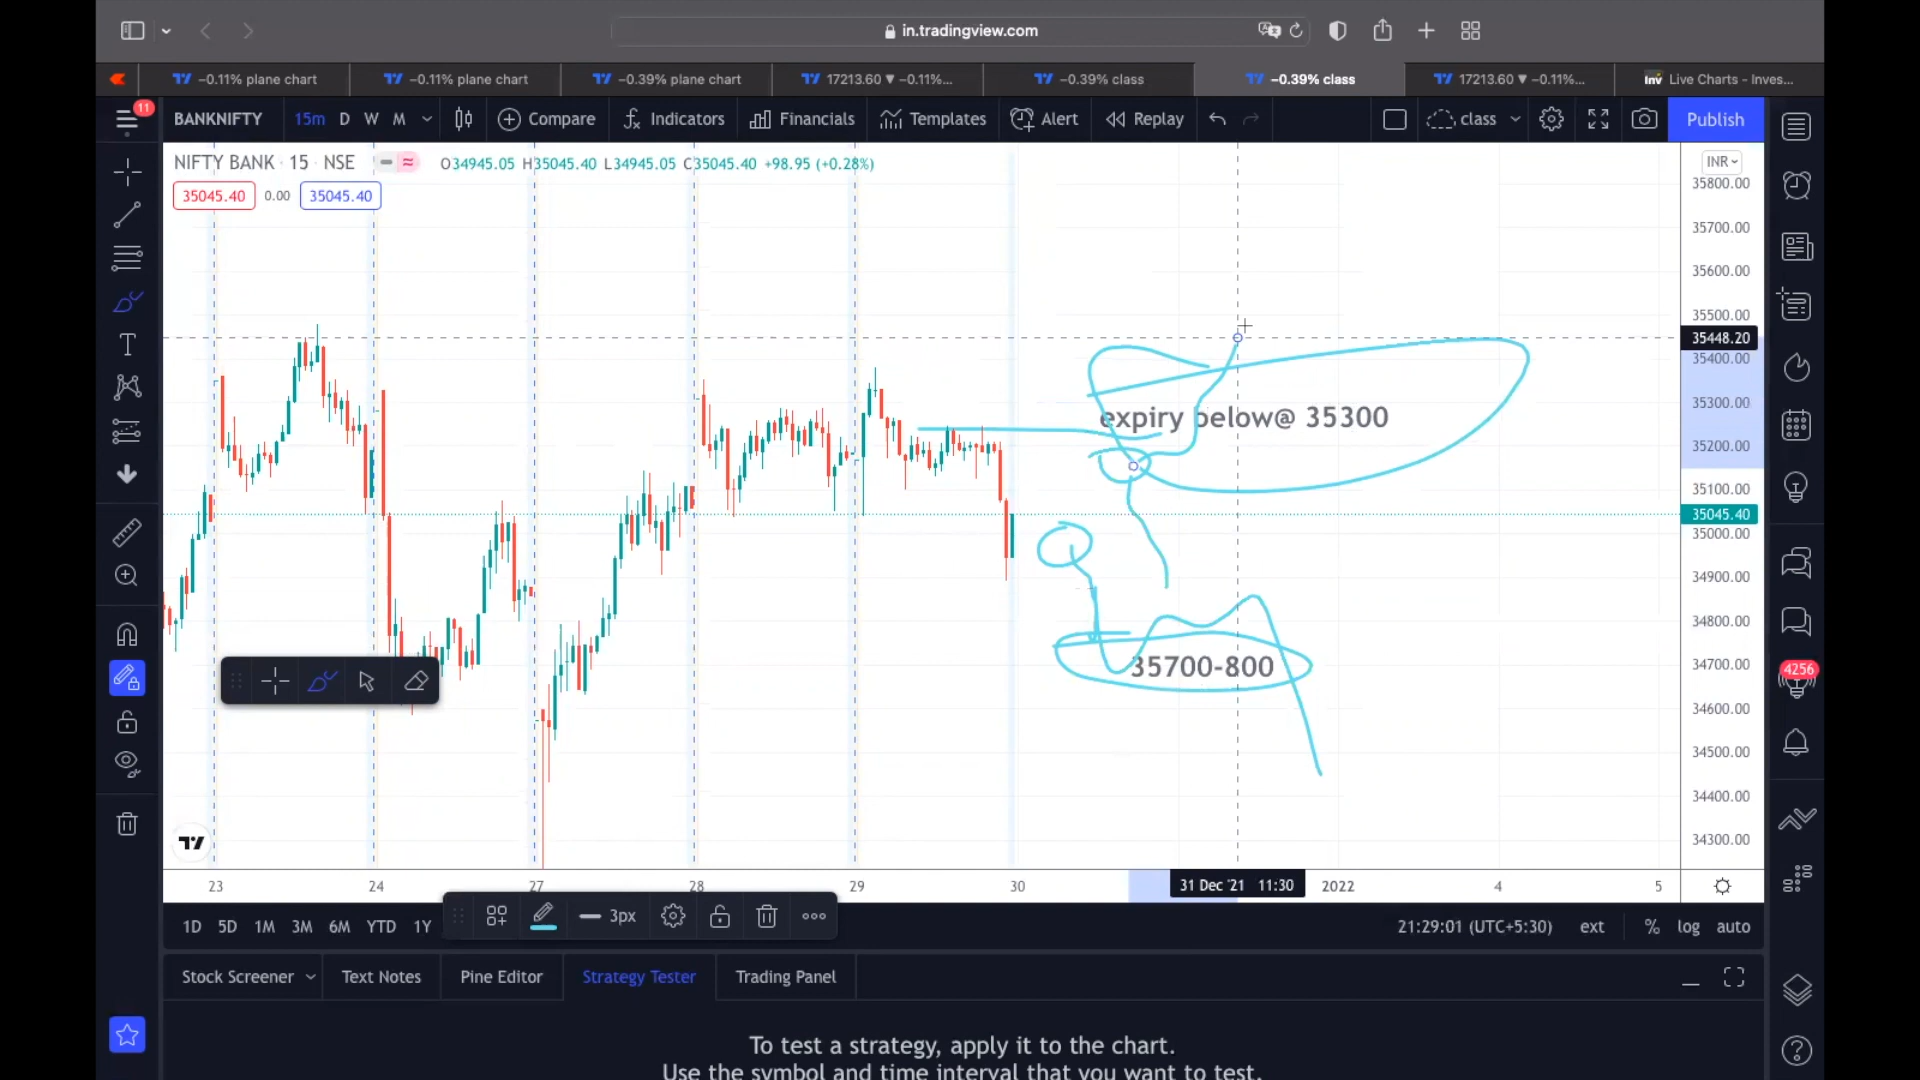 in.tradingview.com
−0.11% plane chart
−0.11% plane chart
−0.39% plane chart
17213.60 ▼ −0.11%...
−0.39% class
−0.39% class
17213.60 ▼ −0.11%...
Inv Live Charts - Inves...
11
BANKNIFTY 15m D W M Compare Indicators Financials Templates Alert Replay class Publish
NIFTY BANK · 15 · NSE O34945.05 H35045.40 L34945.05 C35045.40 +98.95 (+0.28%)
35045.40 0.00 35045.40
INR
35800.00
35700.00
35600.00
35500.00
35448.20
35400.00
35300.00
35200.00
35100.00
35045.40
35000.00
34900.00
34800.00
34700.00
34600.00
34500.00
34400.00
34300.00
expiry below@ 35300
35700-800
4256
23 24 27 28 29 30 31 Dec '21 11:30 2022 4 5
1D 5D 1M 3M 6M YTD 1Y 3px 21:29:01 (UTC+5:30) ext % log auto
Stock Screener Text Notes Pine Editor Strategy Tester Trading Panel
To test a strategy, apply it to the chart.
Use the symbol and time interval that you want to test.